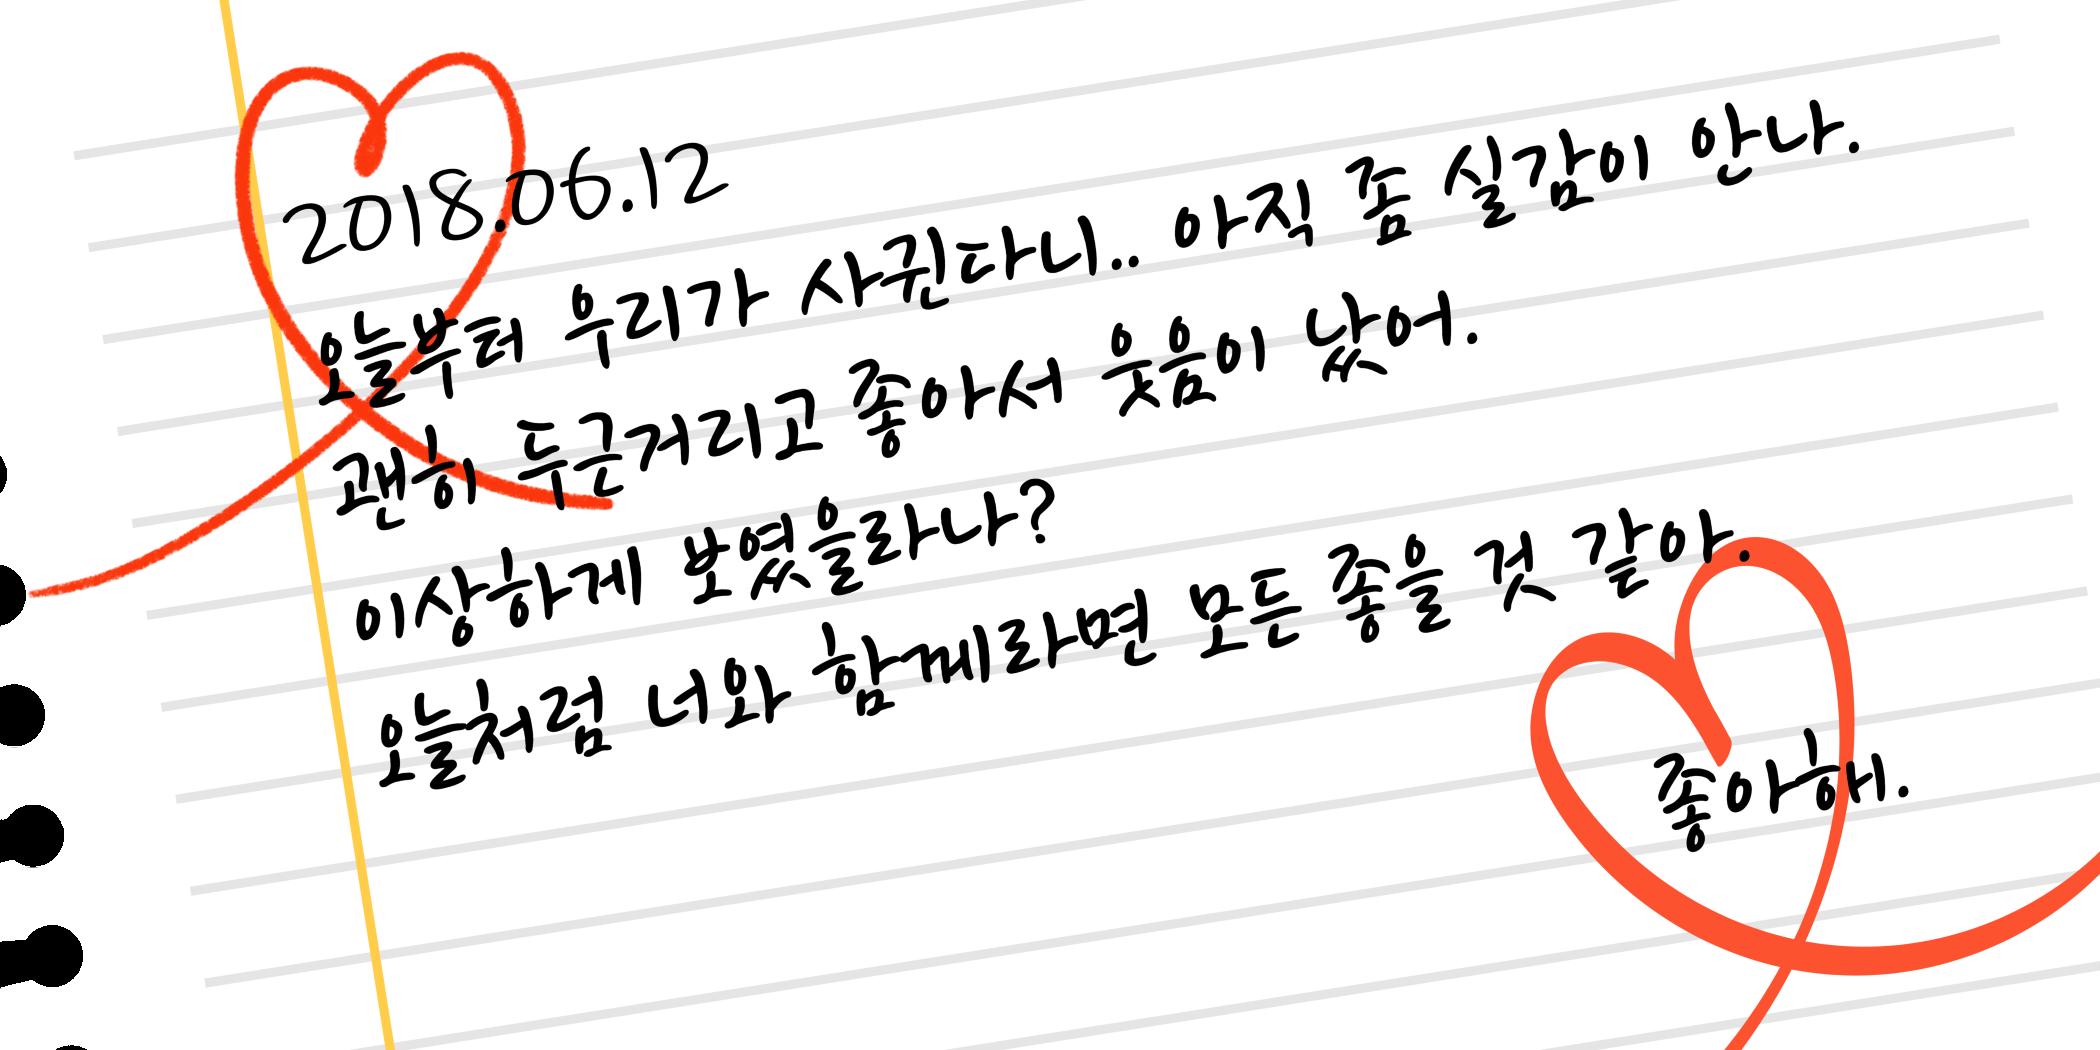 2018.06.12
오늘부터 우리가 사귄다니.. 아직 좀 실감이 안나.
괜히 두근거리고 좋아서 웃음이 났어.
이상하게 보였을라나?
오늘처럼 너와 함께라면 모든 좋을 것 같아.
좋아해.